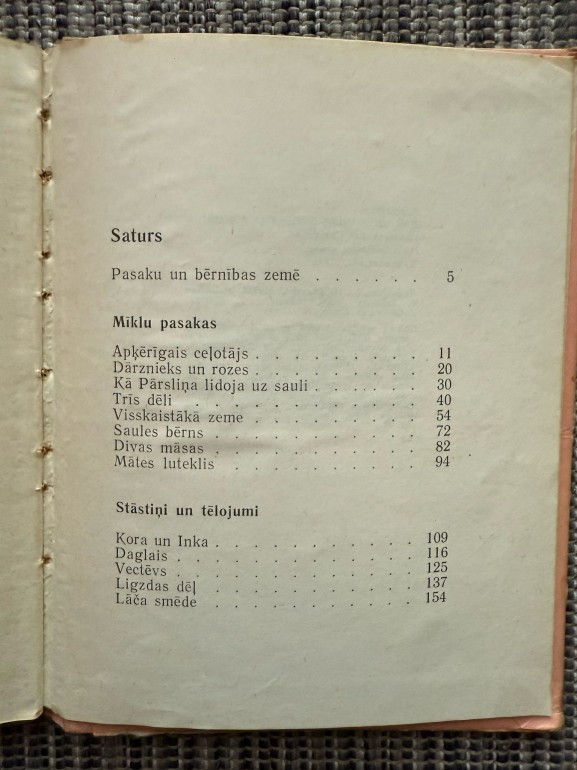 Saturs
Pasaku un bērnības zemē . . . . . . 5
Mīklu pasakas
Apķērīgais ceļotājs . . . . . . . . . 11
Dārznieks un rozes . . . . . . . . . 20
Kā Pārsliņa lidoja uz sauli . . . . . . 30
Trīs dēli . . . . . . . . . . . 40
Visskaistākā zeme . . . . . . . . . 54
Saules bērns . . . . . . . . . . 72
Divas māsas . . . . . . . . . . 82
Mātes luteklis . . . . . . . . . . 94
Stāstiņi un tēlojumi
Kora un Inka . . . . . . . . . . 109
Daglais . . . . . . . . . . . . 116
Vectēvs . . . . . . . . . . . . 125
Ligzdas dēļ . . . . . . . . . . 137
Lāča smēde . . . . . . . . . . 154